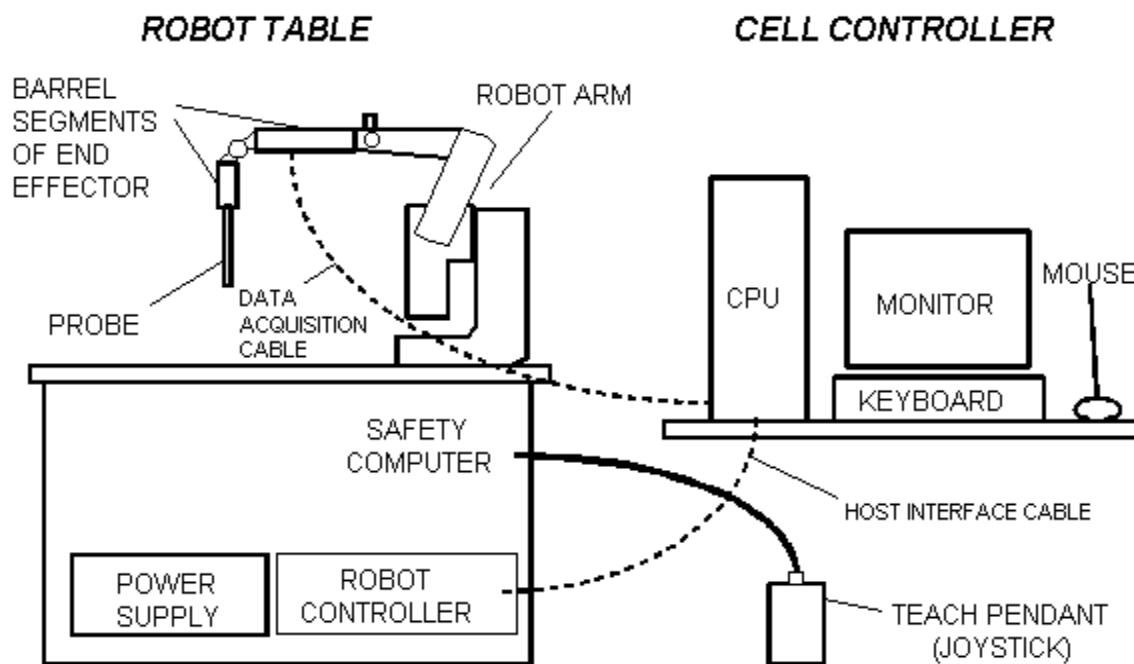 ROBOT TABLE
CELL CONTROLLER
BARREL
SEGMENTS
OF END
EFFECTOR
ROBOT ARM
PROBE
DATA
ACQUISITION
CABLE
CPU
MONITOR
MOUSE
KEYBOARD
SAFETY
COMPUTER
HOST INTERFACE CABLE
POWER
SUPPLY
ROBOT
CONTROLLER
TEACH PENDANT
(JOYSTICK)